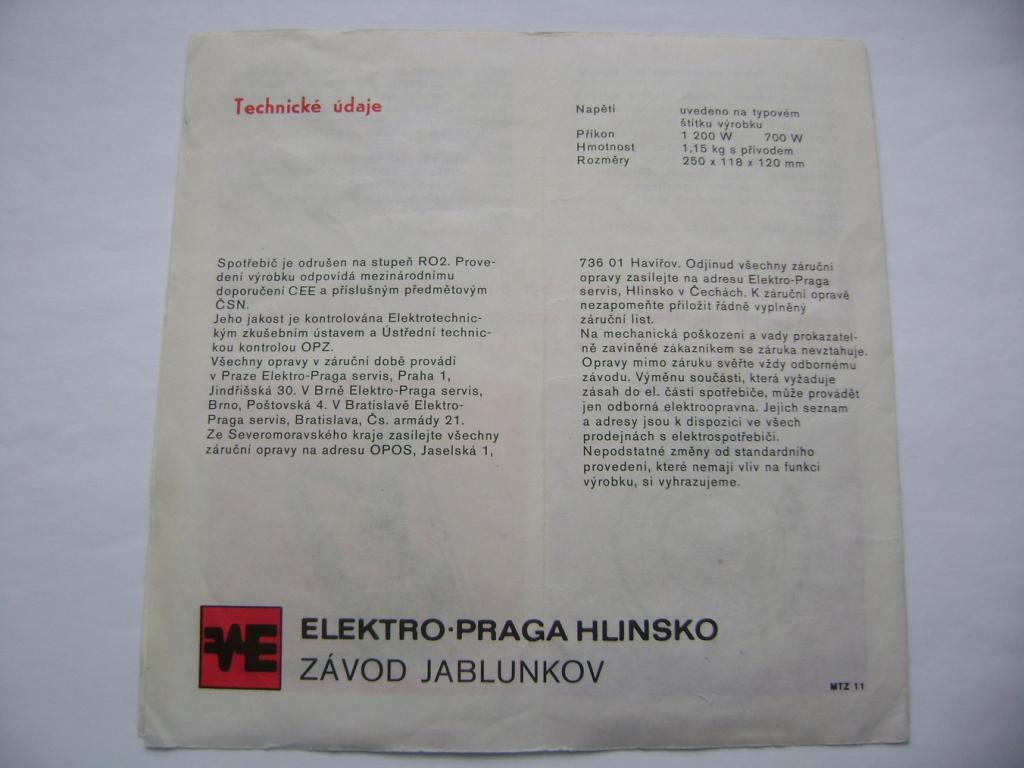 Technické údaje
Napětí uvedeno na typovém
štítku výrobku
Příkon 1 200 W 700 W
Hmotnost 1,15 kg s přívodem
Rozměry 250 x 118 x 120 mm
Spotřebič je odrušen na stupeň RO2. Prove-
dení výrobku odpovídá mezinárodnímu
doporučení CEE a příslušným předmětovým
ČSN.
Jeho jakost je kontrolována Elektrotechnic-
kým zkušebním ústavem a Ústřední technic-
kou kontrolou OPZ.
Všechny opravy v záruční době provádí
v Praze Elektro-Praga servis, Praha 1,
Jindřišská 30. V Brně Elektro-Praga servis,
Brno, Poštovská 4. V Bratislavě Elektro-
Praga servis, Bratislava, Čs. armády 21.
Ze Severomoravského kraje zasílejte všechny
záruční opravy na adresu OPOS, Jaselská 1,
736 01 Havířov. Odjinud všechny záruční
opravy zasílejte na adresu Elektro-Praga
servis, Hlinsko v Čechách. K záruční opravě
nezapomeňte přiložit řádně vyplněný
záruční list.
Na mechanická poškození a vady prokazatel-
ně zaviněné zákazníkem se záruka nevztahuje.
Opravy mimo záruku svěřte vždy odbornému
závodu. Výměnu součásti, která vyžaduje
zásah do el. části spotřebiče, může provádět
jen odborná elektroopravna. Jejich seznam
a adresy jsou k dispozici ve všech
prodejnách s elektrospotřebiči.
Nepodstatné změny od standardního
provedení, které nemají vliv na funkci
výrobku, si vyhrazujeme.
ELEKTRO·PRAGA HLINSKO
ZÁVOD JABLUNKOV
MTZ 11